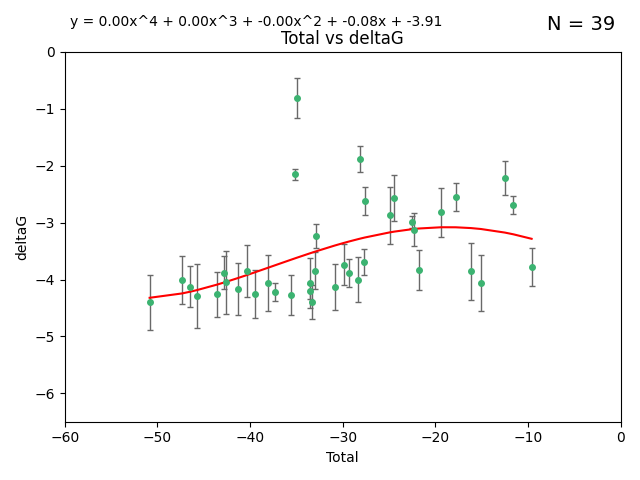 y = 0.00x^4 + 0.00x^3 + -0.00x^2 + -0.08x + -3.91
N = 39
Total vs deltaG
0
−1
−2
−3
−4
−5
−6
deltaG
−60 −50 −40 −30 −20 −10 0
Total